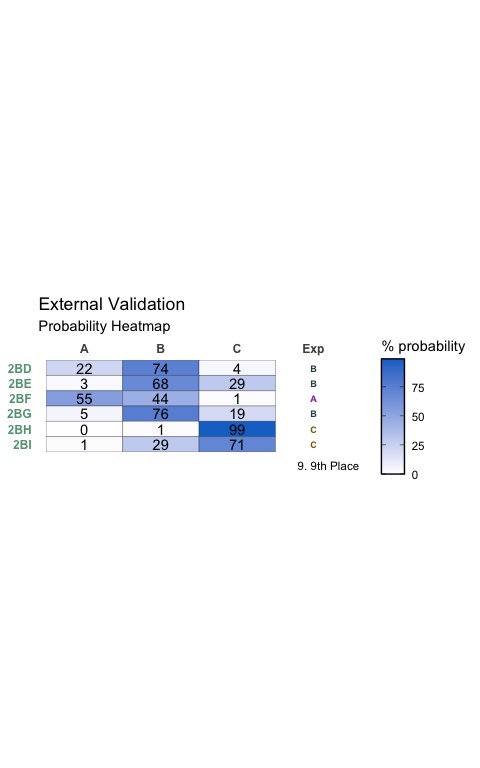 External Validation
Probability Heatmap
% probability
A B C Exp
2BD 22 74 4 B
2BE 3 68 29 B
2BF 55 44 1 A
2BG 5 76 19 B
2BH 0 1 99 C
2BI 1 29 71 C
9. 9th Place
75
50
25
0